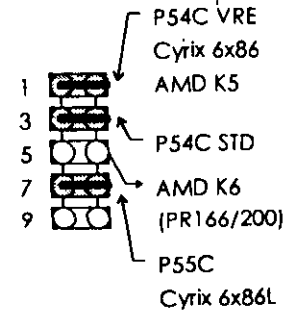 P54C VRE
Cyrix 6x86
1 AMD K5
3
P54C STD
5
7 AMD K6
9 (PR166/200)
P55C
Cyrix 6x86L